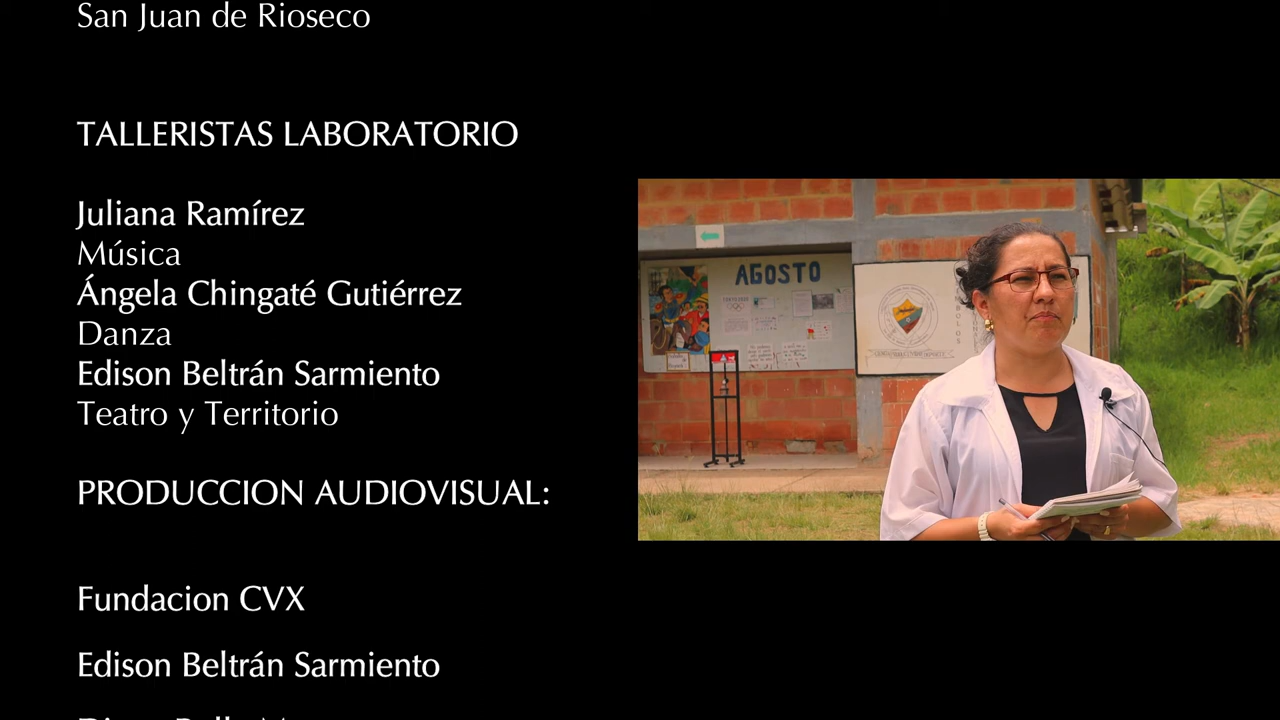 San Juan de Rioseco
TALLERISTAS LABORATORIO
Juliana Ramírez
Música
Ángela Chingaté Gutiérrez
Danza
Edison Beltrán Sarmiento
Teatro y Territorio
PRODUCCION AUDIOVISUAL:
Fundacion CVX
Edison Beltrán Sarmiento
AGOSTO